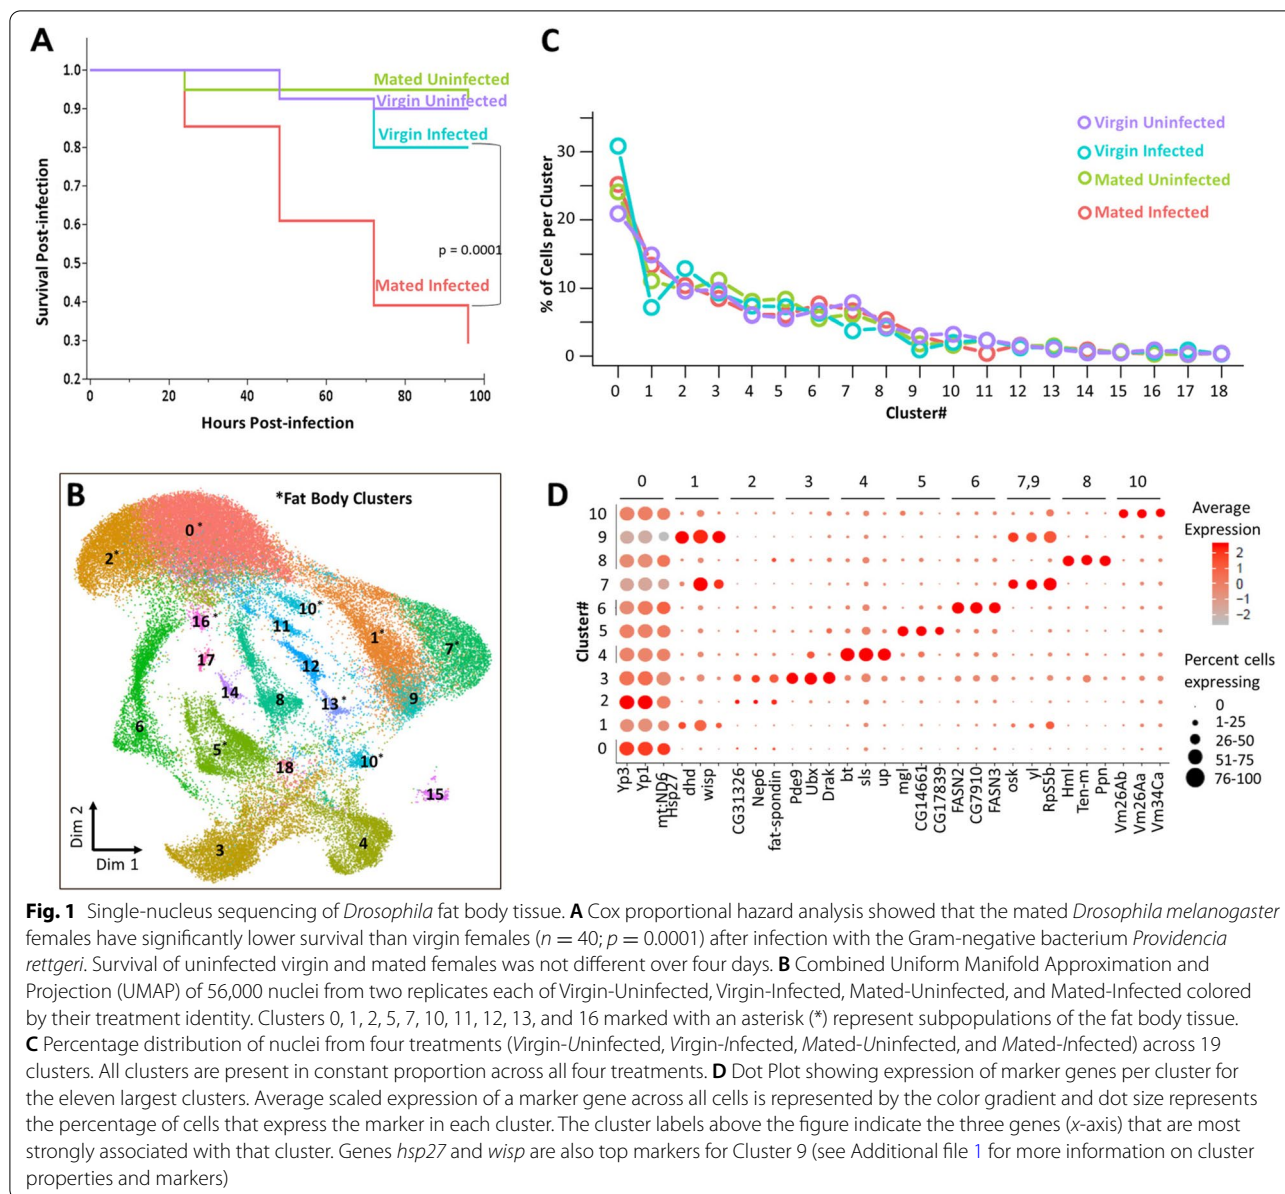 A
1.0
0.9
0.8
0.7
0.6
0.5
0.4
0.3
0.2
Survival Post-infection
Mated Uninfected
Virgin Uninfected
Virgin Infected
p = 0.0001
Mated Infected
0 20 40 60 80 100
Hours Post-infection
C
30
20
10
0
% of Cells per Cluster
Virgin Uninfected
Virgin Infected
Mated Uninfected
Mated Infected
0 1 2 3 4 5 6 7 8 9 10 11 12 13 14 15 16 17 18
Cluster#
B
*Fat Body Clusters
0*
2*
10*
16*
11
1*
7*
17
12
14
8
13*
9
6
5*
18
10*
15
3
4
Dim 2
Dim 1
D
0 1 2 3 4 5 6 7,9 8 10
10
9
8
7
6
5
4
3
2
1
0
Cluster#
Yp3 Yp1 mt:ND6 Hsp27 dhd wisp CG31326 Nep6 fat-spondin Pde9 Ubx Drak bt sls up mgl CG14661 CG17839 FASN2 CG7910 FASN3 osk yl RpS5b Hml Ten-m Ppn Vm26Ab Vm26Aa Vm34Ca
Average
Expression
2
1
0
−1
−2
Percent cells
expressing
0
1-25
26-50
51-75
76-100
Fig. 1 Single-nucleus sequencing of Drosophila fat body tissue. A Cox proportional hazard analysis showed that the mated Drosophila melanogaster
females have significantly lower survival than virgin females (n = 40; p = 0.0001) after infection with the Gram-negative bacterium Providencia
rettgeri. Survival of uninfected virgin and mated females was not different over four days. B Combined Uniform Manifold Approximation and
Projection (UMAP) of 56,000 nuclei from two replicates each of Virgin-Uninfected, Virgin-Infected, Mated-Uninfected, and Mated-Infected colored
by their treatment identity. Clusters 0, 1, 2, 5, 7, 10, 11, 12, 13, and 16 marked with an asterisk (*) represent subpopulations of the fat body tissue.
C Percentage distribution of nuclei from four treatments (Virgin-Uninfected, Virgin-Infected, Mated-Uninfected, and Mated-Infected) across 19
clusters. All clusters are present in constant proportion across all four treatments. D Dot Plot showing expression of marker genes per cluster for
the eleven largest clusters. Average scaled expression of a marker gene across all cells is represented by the color gradient and dot size represents
the percentage of cells that express the marker in each cluster. The cluster labels above the figure indicate the three genes (x-axis) that are most
strongly associated with that cluster. Genes hsp27 and wisp are also top markers for Cluster 9 (see Additional file 1 for more information on cluster
properties and markers)